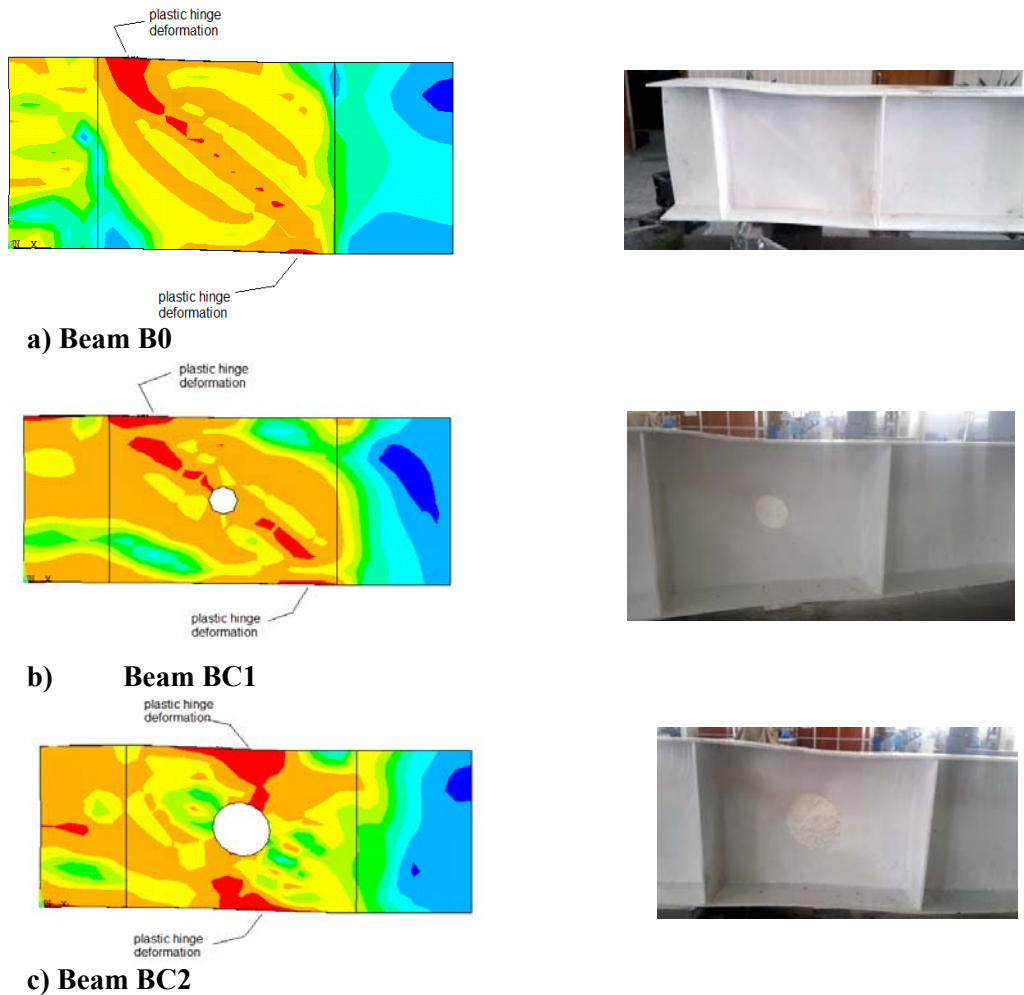 plastic hinge
deformation
N X
plastic hinge
deformation
a) Beam B0
plastic hinge
deformation
N X
plastic hinge
deformation
b) Beam BC1
plastic hinge
deformation
N X
plastic hinge
deformation
c) Beam BC2